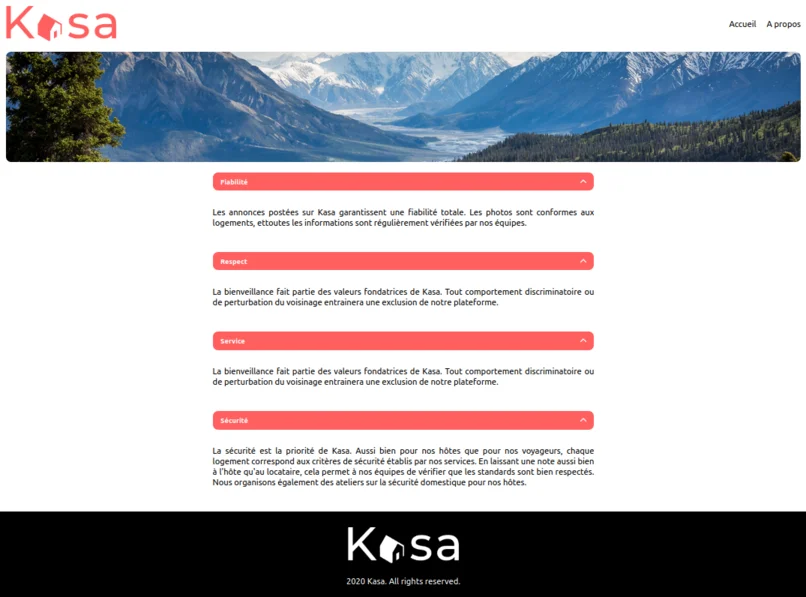 Kasa
Accueil
A propos
Fiabilité
Les annonces postées sur Kasa garantissent une fiabilité totale. Les photos sont conformes aux
logements, ettoutes les informations sont régulièrement vérifiées par nos équipes.
Respect
La bienveillance fait partie des valeurs fondatrices de Kasa. Tout comportement discriminatoire ou
de perturbation du voisinage entrainera une exclusion de notre plateforme.
Service
La bienveillance fait partie des valeurs fondatrices de Kasa. Tout comportement discriminatoire ou
de perturbation du voisinage entrainera une exclusion de notre plateforme.
Sécurité
La sécurité est la priorité de Kasa. Aussi bien pour nos hôtes que pour nos voyageurs, chaque
logement correspond aux critères de sécurité établis par nos services. En laissant une note aussi bien
à l'hôte qu'au locataire, cela permet à nos équipes de vérifier que les standards sont bien respectés.
Nous organisons également des ateliers sur la sécurité domestique pour nos hôtes.
Kasa
2020 Kasa. All rights reserved.